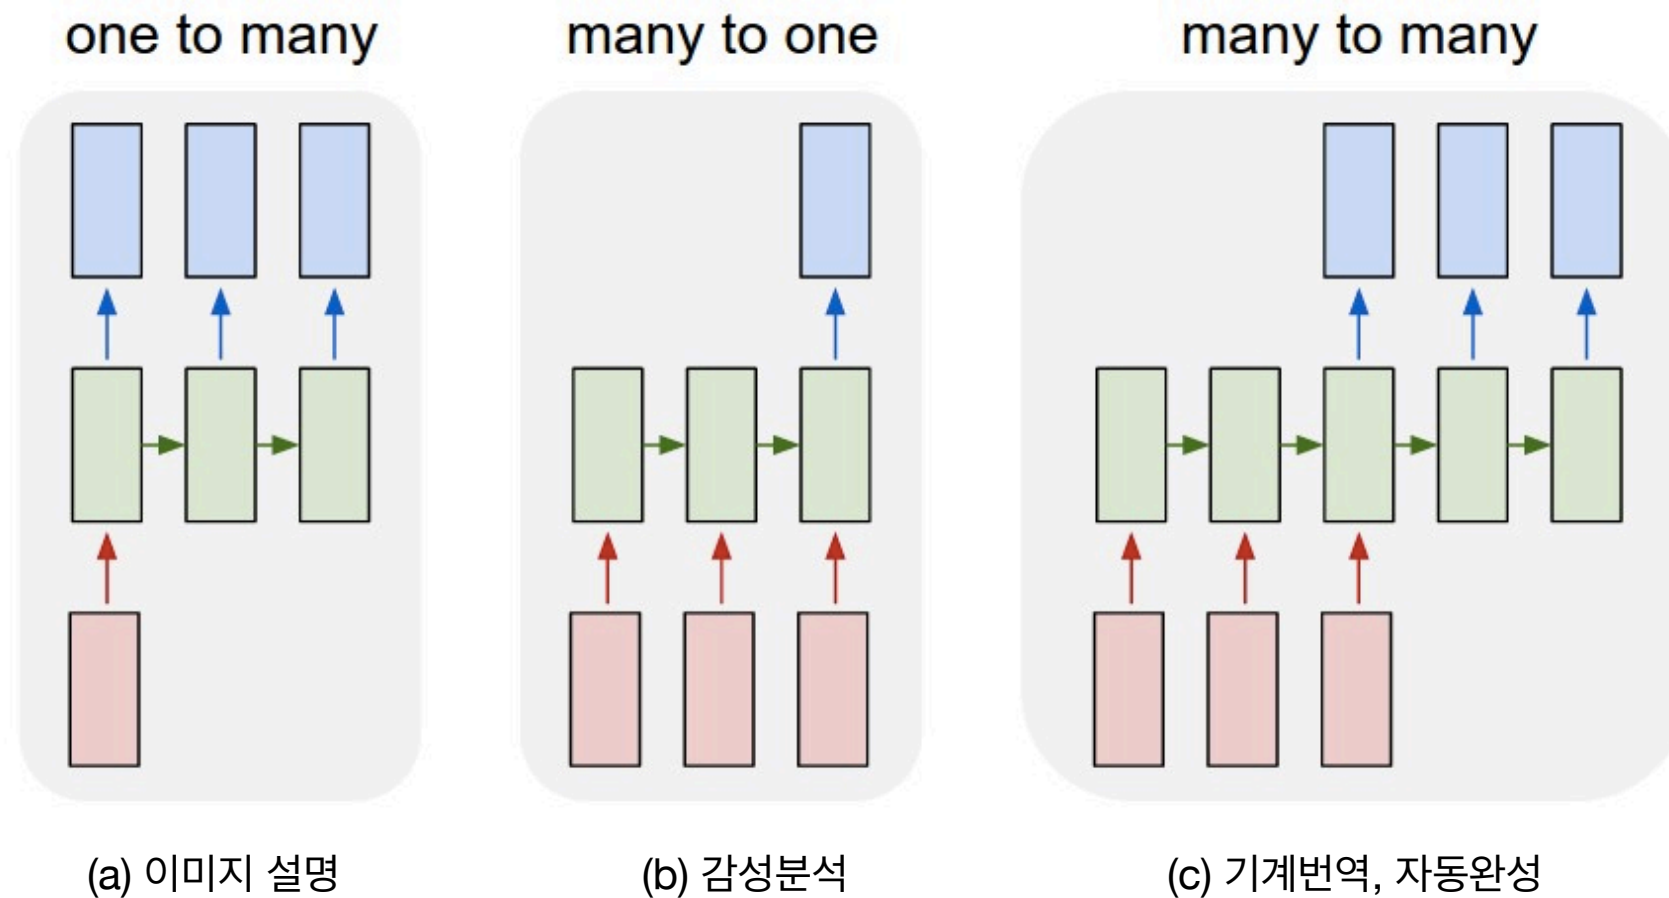 one to many
many to one
many to many
(a) 이미지 설명
(b) 감성분석
(c) 기계번역, 자동완성